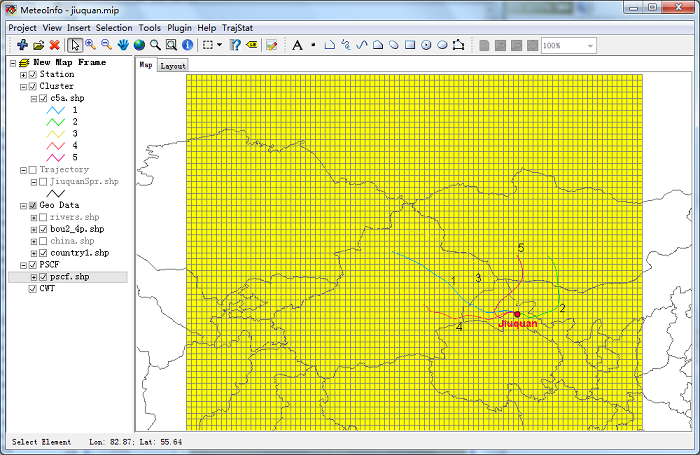 MeteoInfo - jiuquan.mip
Project View Insert Selection Tools Plugin Help TrajStat
A 100%
New Map Frame
Station
Cluster
c5a.shp
1
2
3
4
5
Trajectory
JiuquanSpr.shp
Geo Data
rivers.shp
bou2_4p.shp
china.shp
country1.shp
PSCF
pscf.shp
CWT
Map Layout
5
1
3
2
4
Jiuquan
Select Element Lon: 82.87; Lat: 55.64